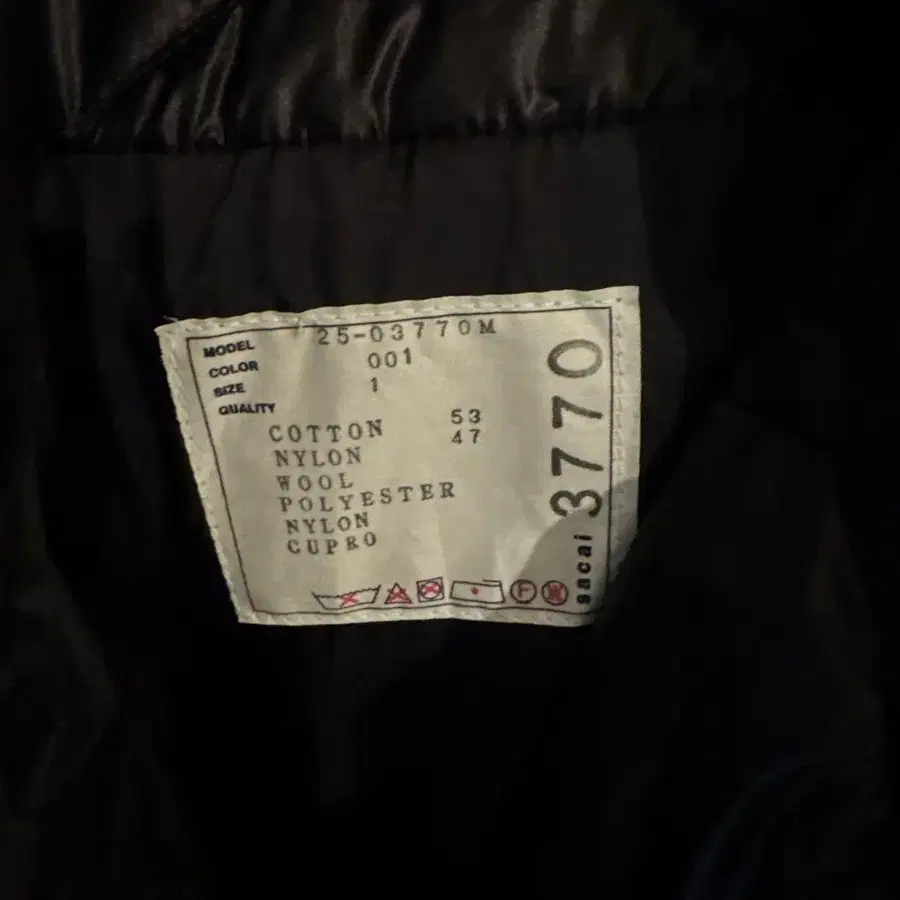 MODEL 25-03770M
COLOR 001
SIZE 1
QUALITY
COTTON 53
NYLON 47
WOOL
POLYESTER
NYLON
CUPRO
F
W
sacai 3770